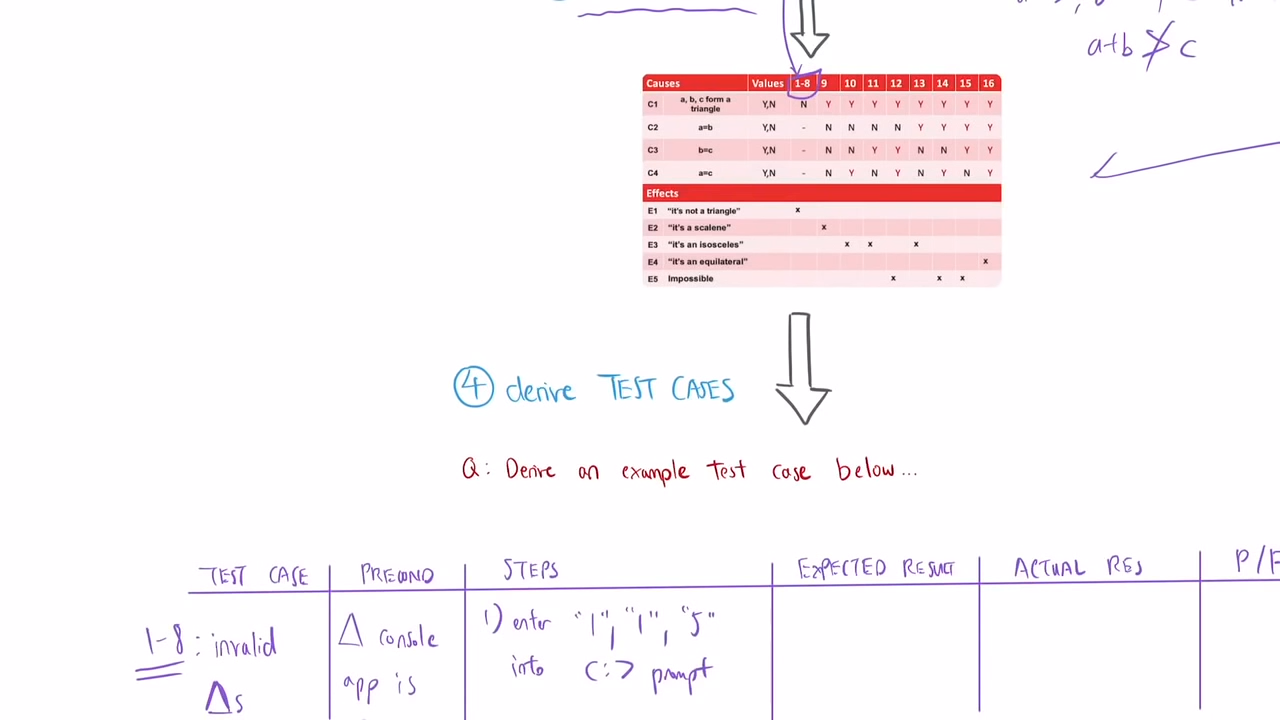 a+b ≯ c
Causes Values 1-8 9 10 11 12 13 14 15 16
C1 a, b, c form a triangle Y,N N Y Y Y Y Y Y Y Y
C2 a=b Y,N - N N N N Y Y Y Y
C3 b=c Y,N - N N Y Y N N Y Y
C4 a=c Y,N - N Y N Y N Y N Y
Effects
E1 "it's not a triangle" x
E2 "it's a scalene" x
E3 "it's an isosceles" x x x
E4 "it's an equilateral" x
E5 Impossible x x x
④ derive TEST CASES
Q: Derive an example test case below...
TEST CASE PRECOND STEPS EXPECTED RESULT ACTUAL RES P/F
1-8: invalid Δ console 1) enter "1", "1", "5"
Δs app is into C:> prompt